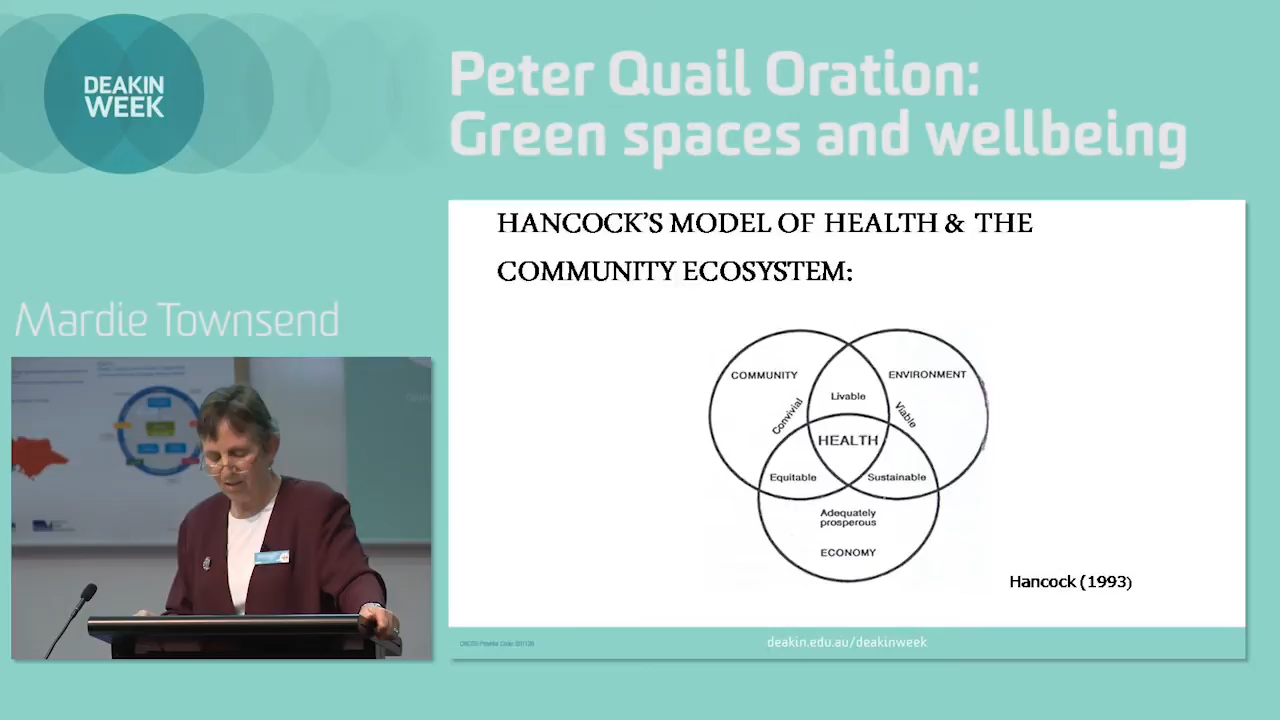 DEAKIN
WEEK
Peter Quail Oration:
Green spaces and wellbeing
Mardie Townsend
HANCOCK'S MODEL OF HEALTH & THE
COMMUNITY ECOSYSTEM:
COMMUNITY
ENVIRONMENT
Livable
Convivial
Viable
HEALTH
Equitable
Sustainable
Adequately
prosperous
ECONOMY
Hancock (1993)
deakin.edu.au/deakinweek